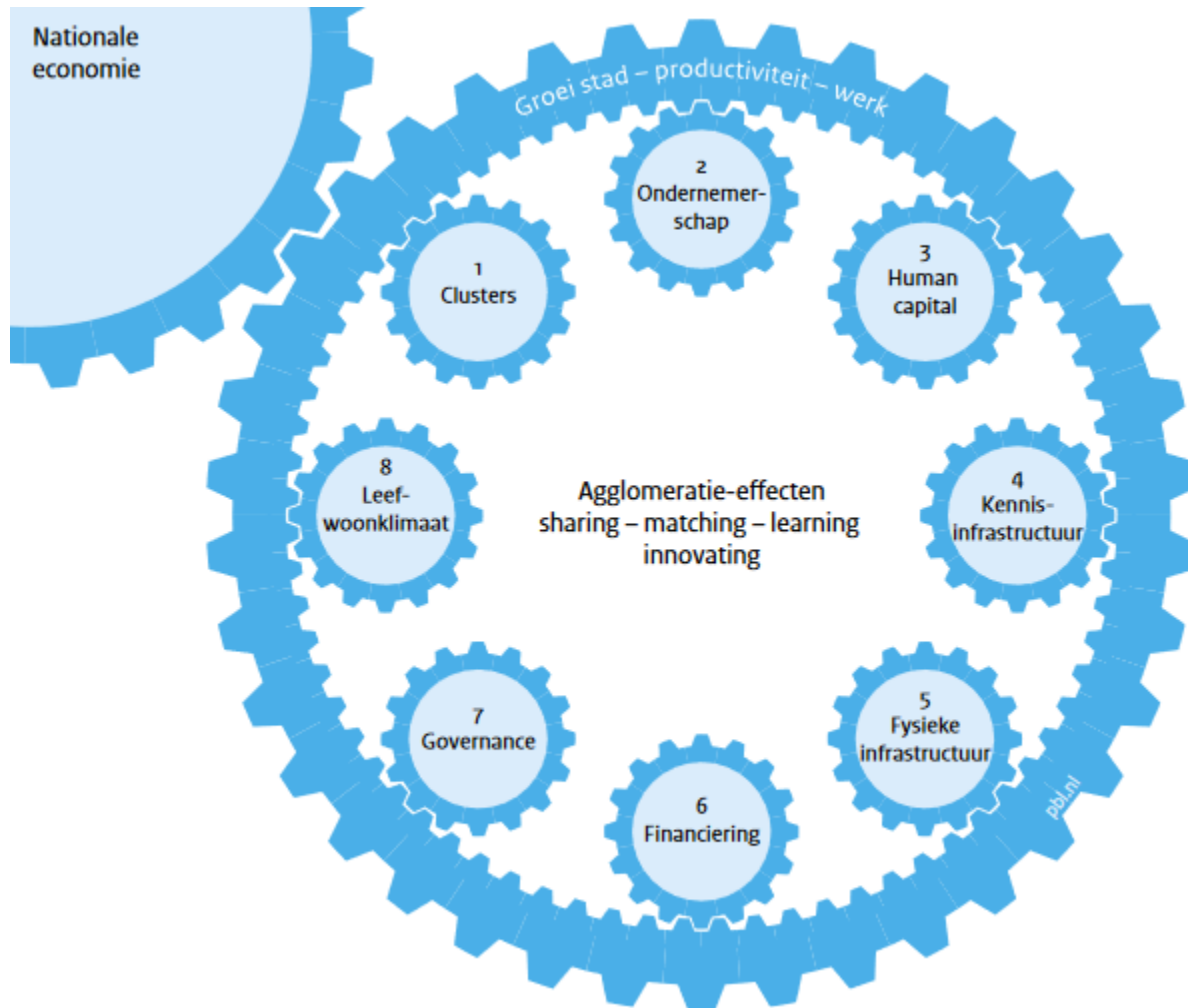 Nationale
economie
Groei stad – productiviteit – werk
1
Clusters
2
Ondernemer-
schap
3
Human
capital
4
Kennis-
infrastructuur
5
Fysieke
infrastructuur
6
Financiering
7
Governance
8
Leef-
woonklimaat
Agglomeratie-effecten
sharing – matching – learning
innovating
pbl.nl